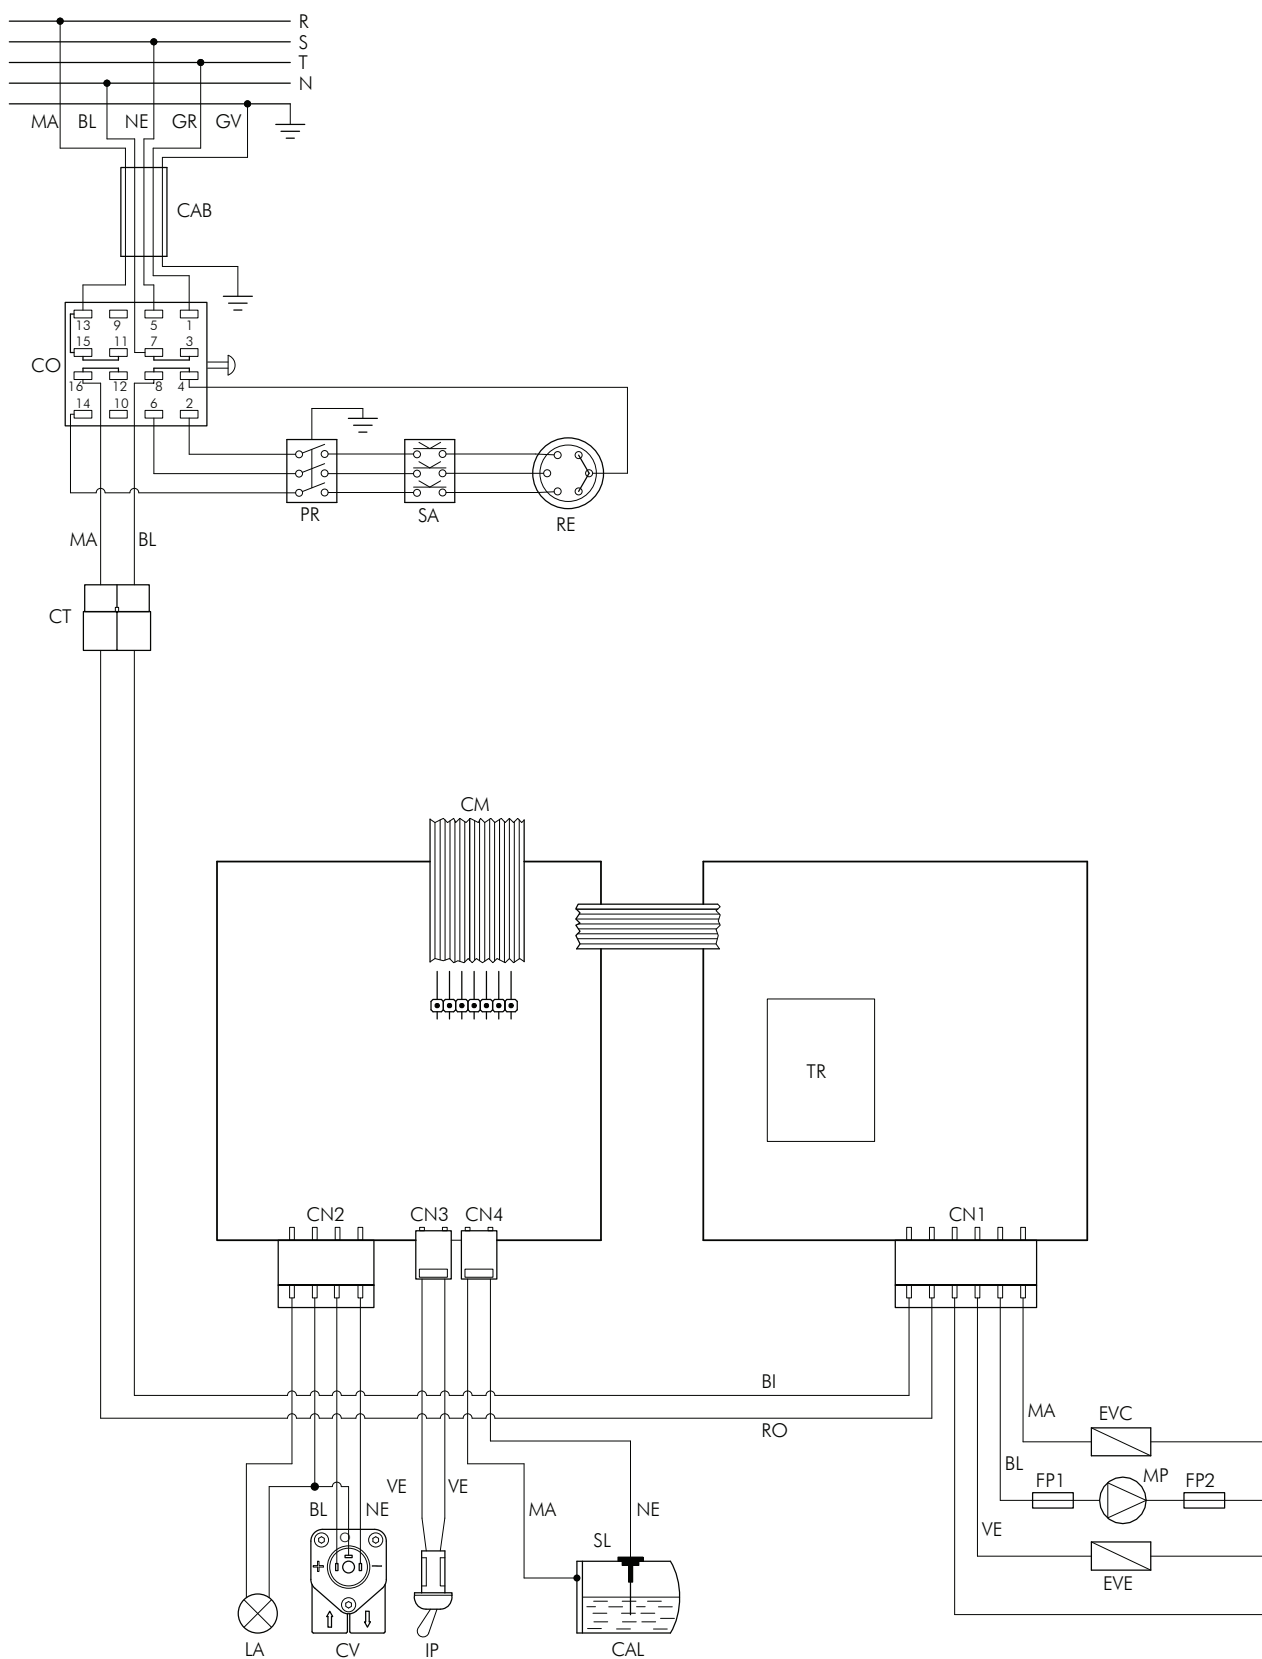 R
S
T
N
MA BL NE GR GV
CAB
13 9 5 1
15 11 7 3
CO
16 12 8 4
14 10 6 2
PR SA RE
MA BL
CT
CM
TR
CN2 CN3 CN4 CN1
BI
RO
MA EVC
BL
FP1 MP FP2
VE VE
BL NE MA NE
VE
SL
EVE
LA CV IP CAL
+ −